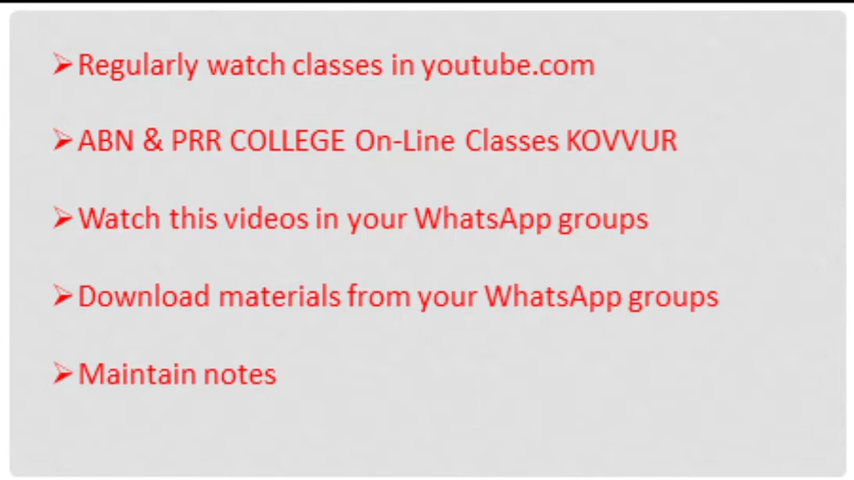 ➢Regularly watch classes in youtube.com
➢ABN & PRR COLLEGE On-Line Classes KOVVUR
➢Watch this videos in your WhatsApp groups
➢Download materials from your WhatsApp groups
➢Maintain notes